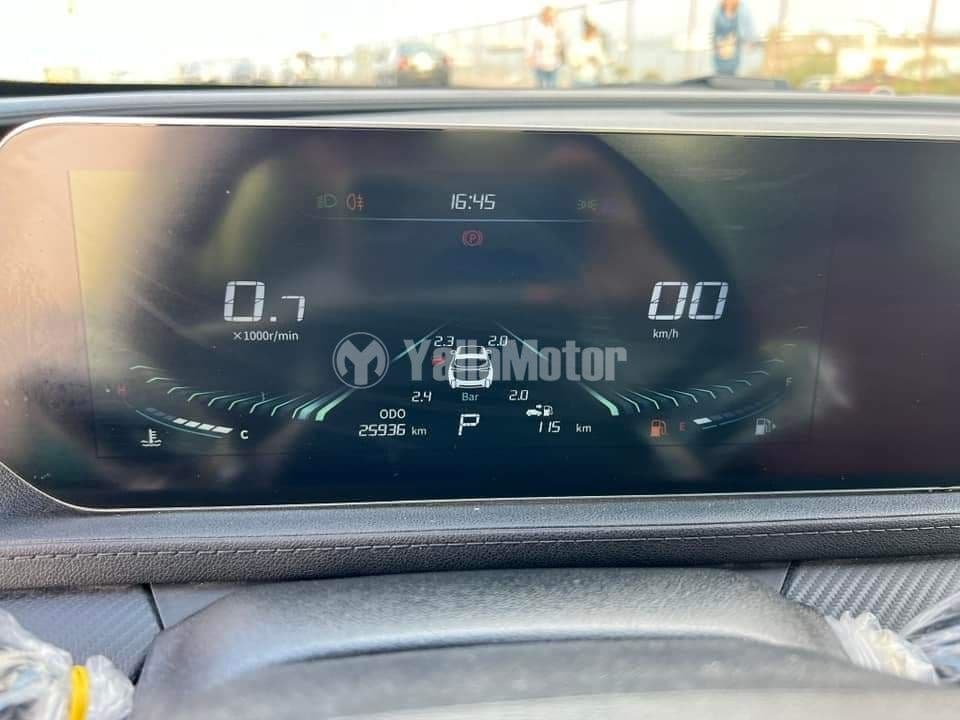 16:45
P
0.7
×1000r/min
00
km/h
YallaMotor
2.3 2.0
2.4 Bar 2.0
H
F
C
ODO
25936 km
P
115 km
E